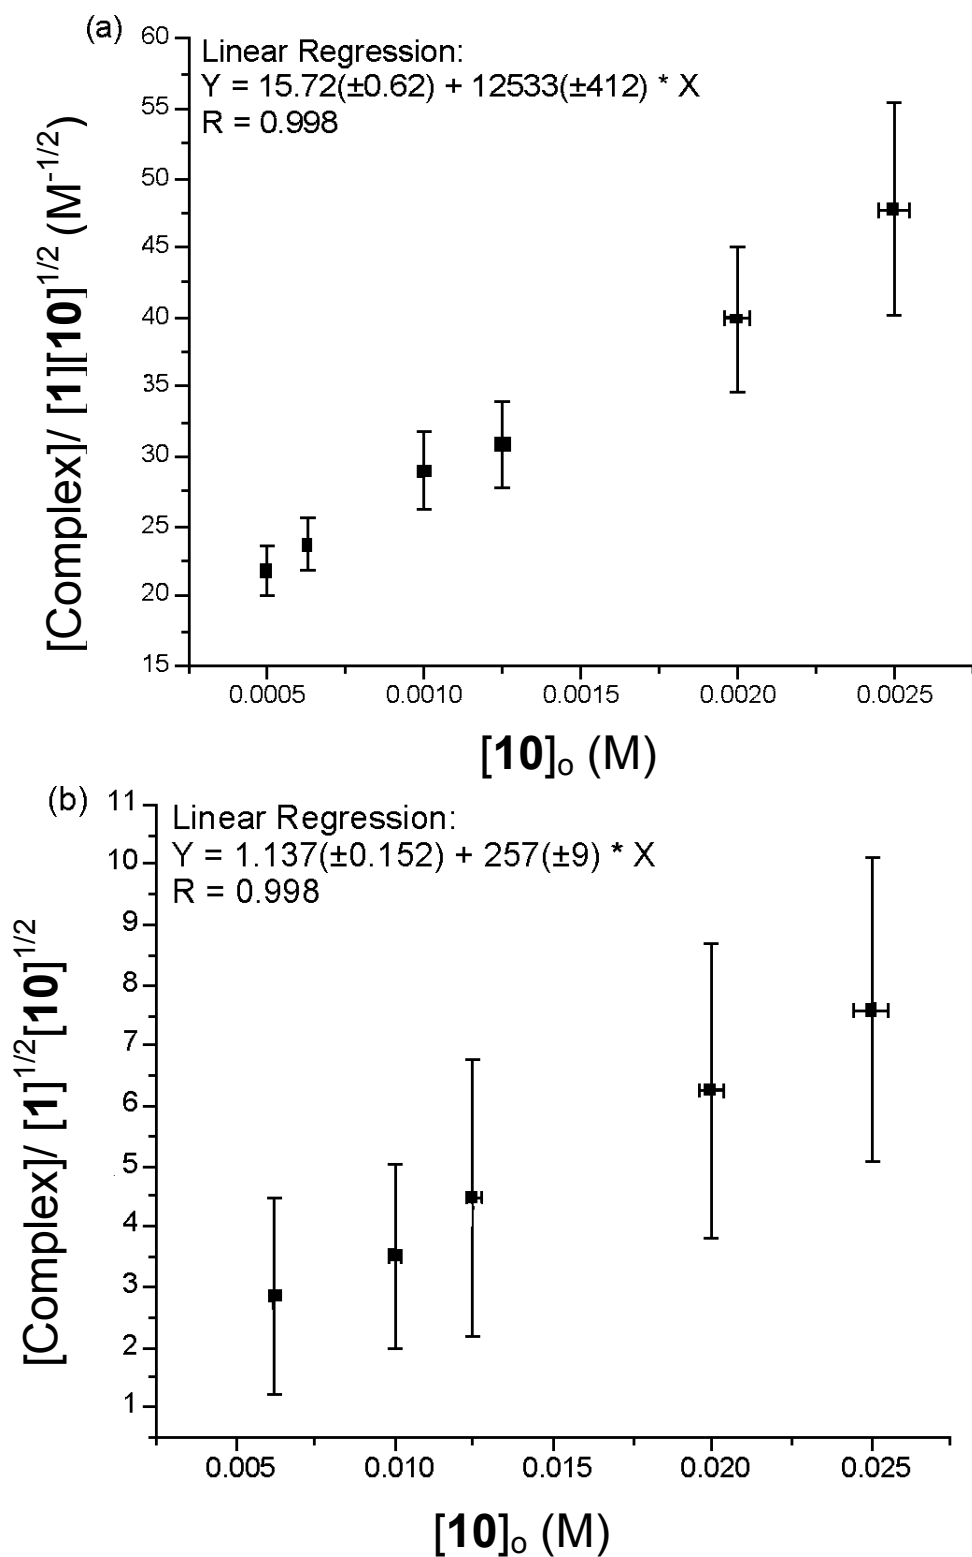 (a)
Linear Regression:
Y = 15.72(±0.62) + 12533(±412) * X
R = 0.998
[Complex]/ [1][10]^1/2 (M^-1/2)
60
55
50
45
40
35
30
25
20
15
0.0005 0.0010 0.0015 0.0020 0.0025
[10]o (M)
(b)
Linear Regression:
Y = 1.137(±0.152) + 257(±9) * X
R = 0.998
[Complex]/ [1]^1/2[10]^1/2
11
10
9
8
7
6
5
4
3
2
1
0.005 0.010 0.015 0.020 0.025
[10]o (M)